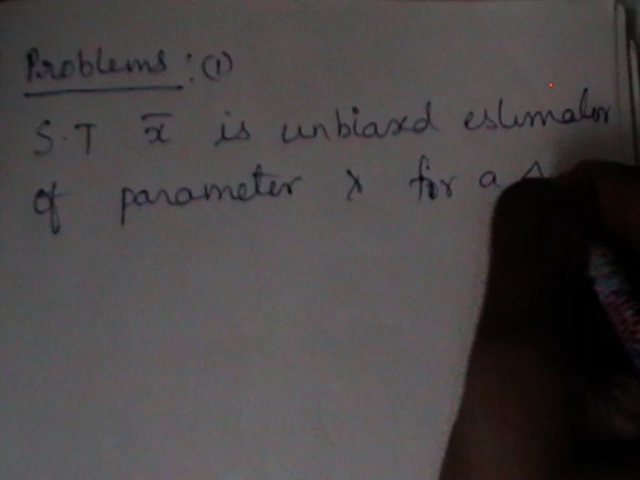 Problems : (1)
S.T x̄ is unbiased estimator
of parameter λ for a